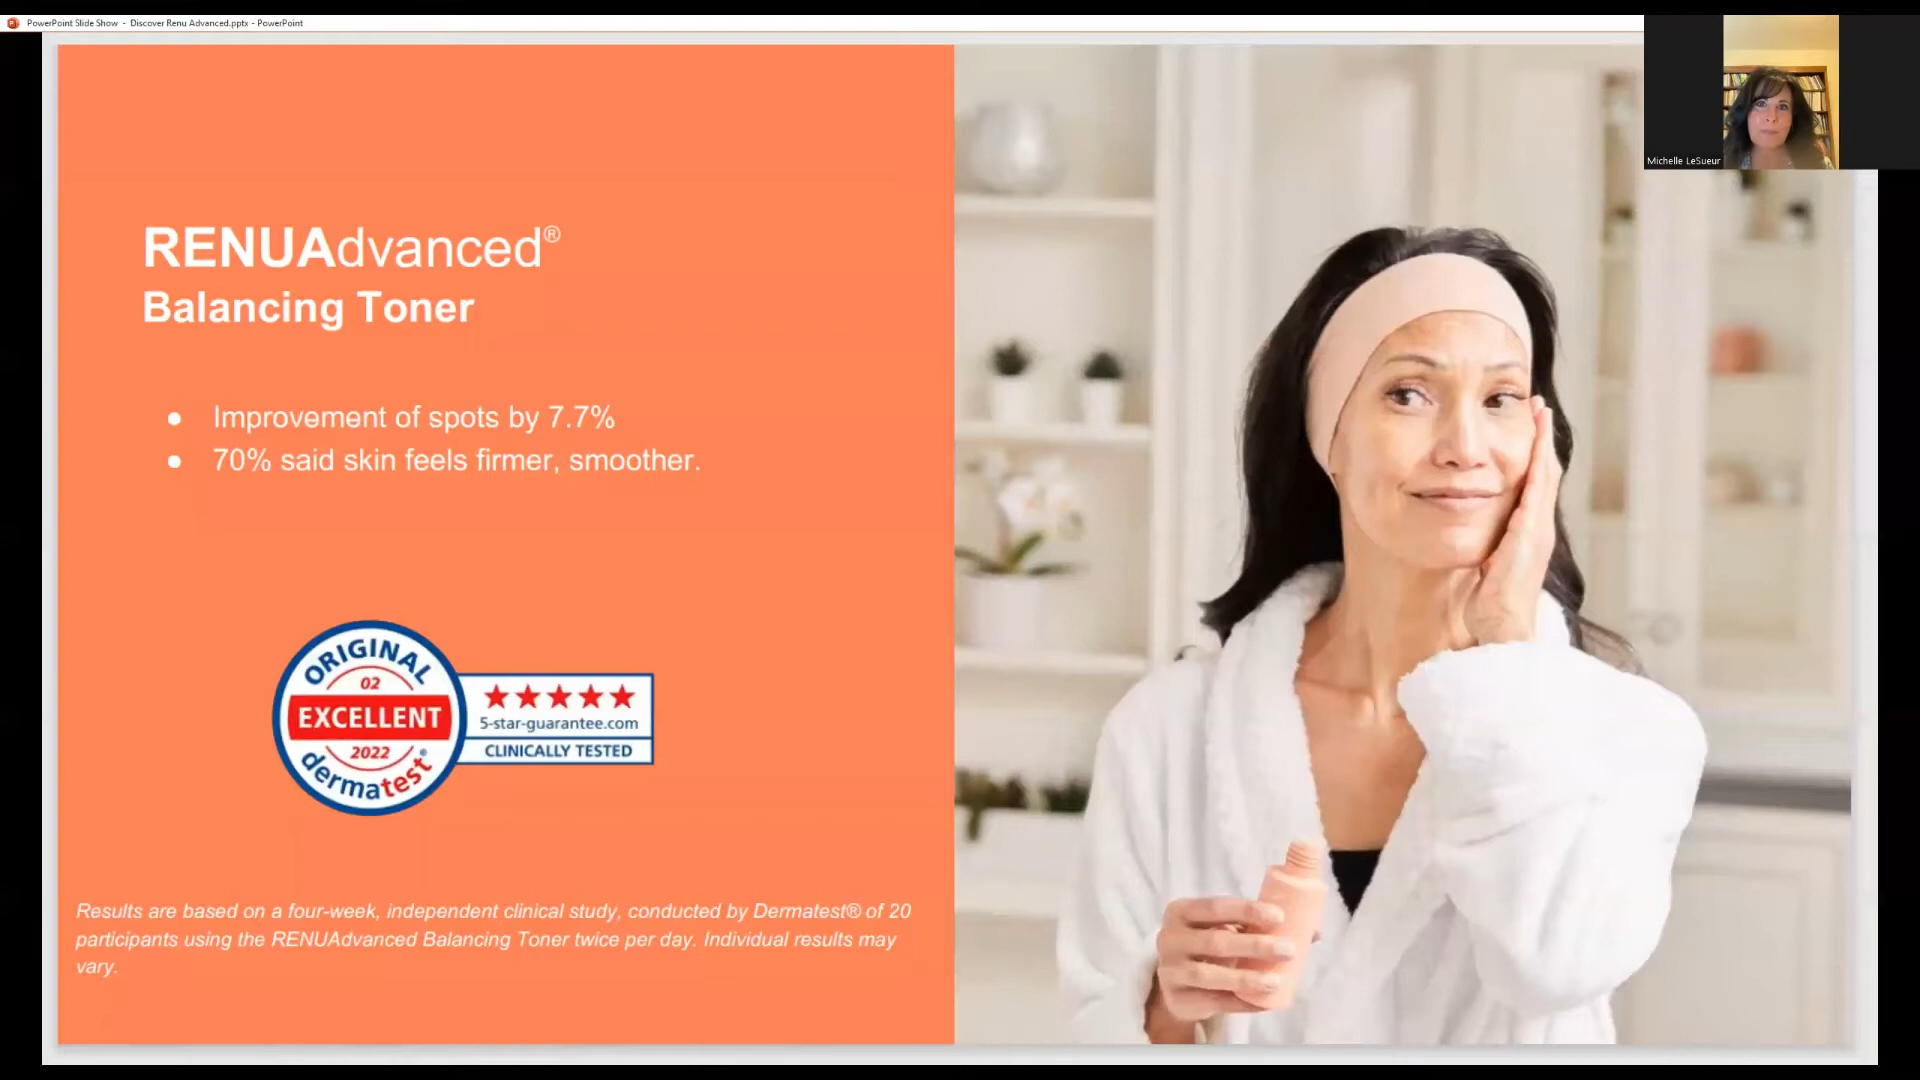 PowerPoint Slide Show - Discover Renu Advanced.pptx - PowerPoint
Michelle LeSueur
RENUAdvanced®
Balancing Toner
● Improvement of spots by 7.7%
● 70% said skin feels firmer, smoother.
ORIGINAL
02
EXCELLENT
2022
dermatest®
5-star-guarantee.com
CLINICALLY TESTED
Results are based on a four-week, independent clinical study, conducted by Dermatest® of 20
participants using the RENUAdvanced Balancing Toner twice per day. Individual results may
vary.